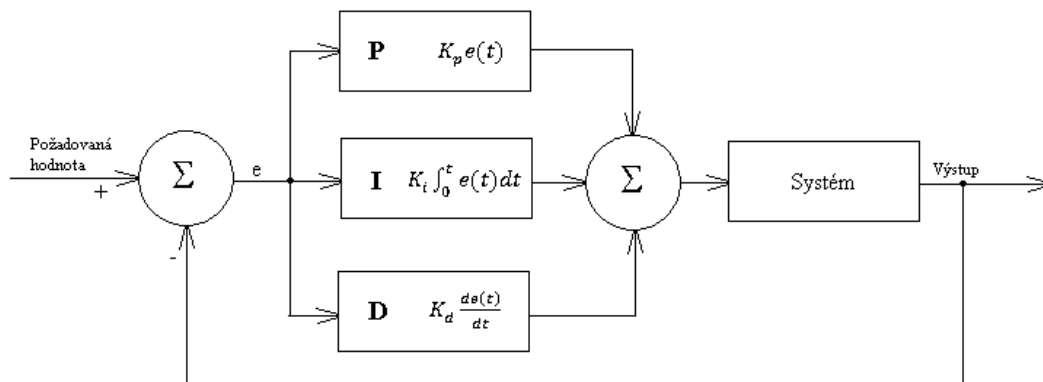 P K_p e(t)
Požadovaná
hodnota
+
Σ
e
I K_i ∫_0^t e(t)dt
Σ
Systém
Výstup
-
D K_d de(t)/dt